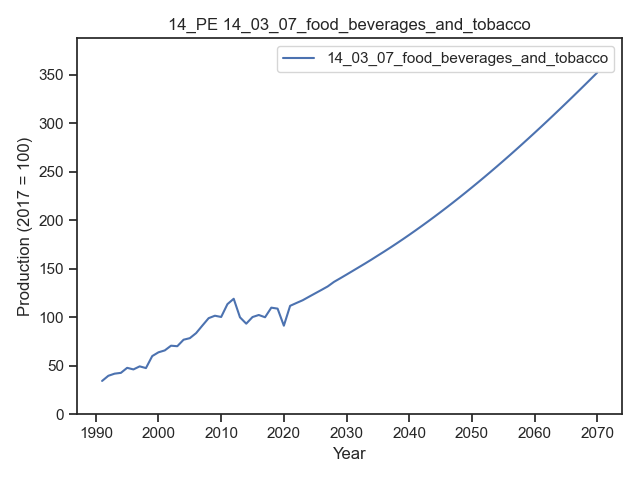 14_PE 14_03_07_food_beverages_and_tobacco
14_03_07_food_beverages_and_tobacco
Production (2017 = 100)
350
300
250
200
150
100
50
0
1990 2000 2010 2020 2030 2040 2050 2060 2070
Year